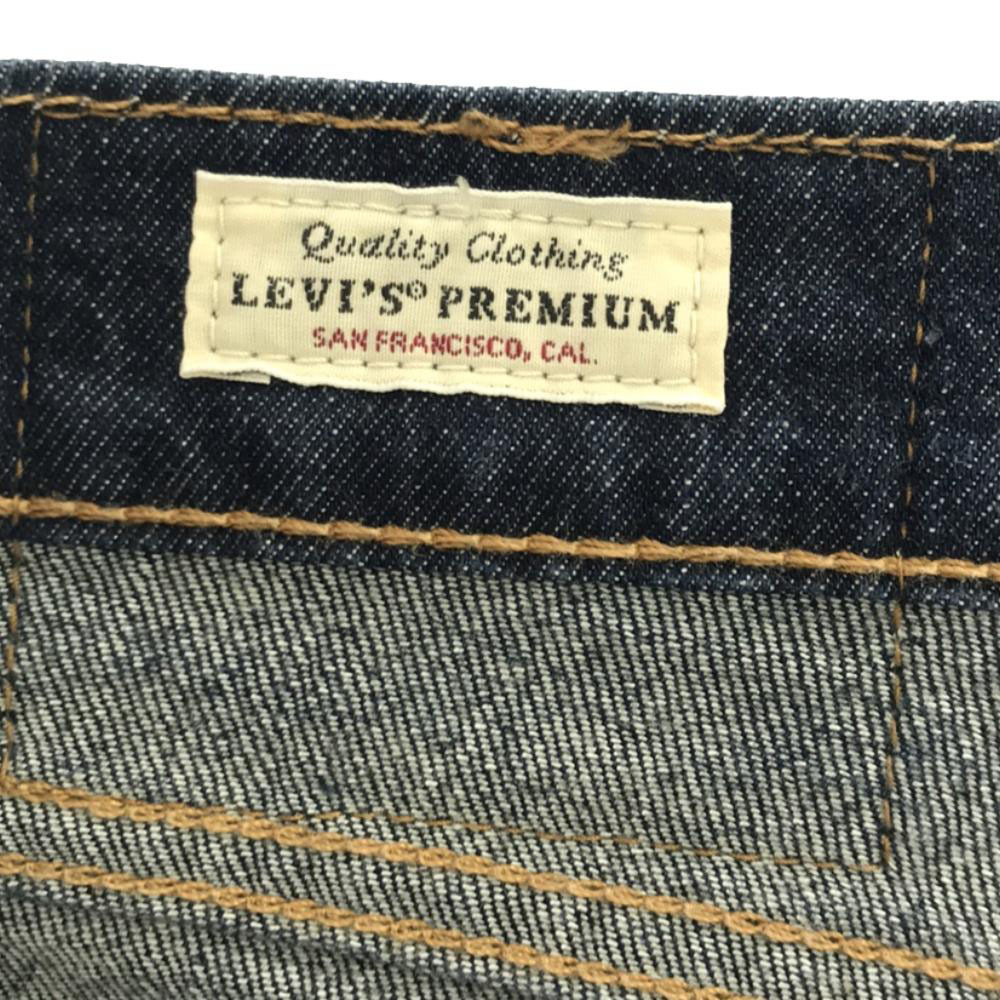 Quality Clothing
LEVI'S® PREMIUM
SAN FRANCISCO, CAL.